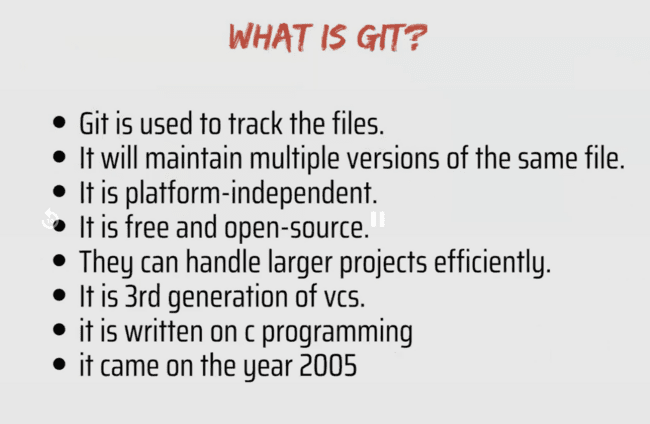 WHAT IS GIT?
• Git is used to track the files.
• It will maintain multiple versions of the same file.
• It is platform-independent.
• It is free and open-source.
• They can handle larger projects efficiently.
• It is 3rd generation of vcs.
• it is written on c programming
• it came on the year 2005